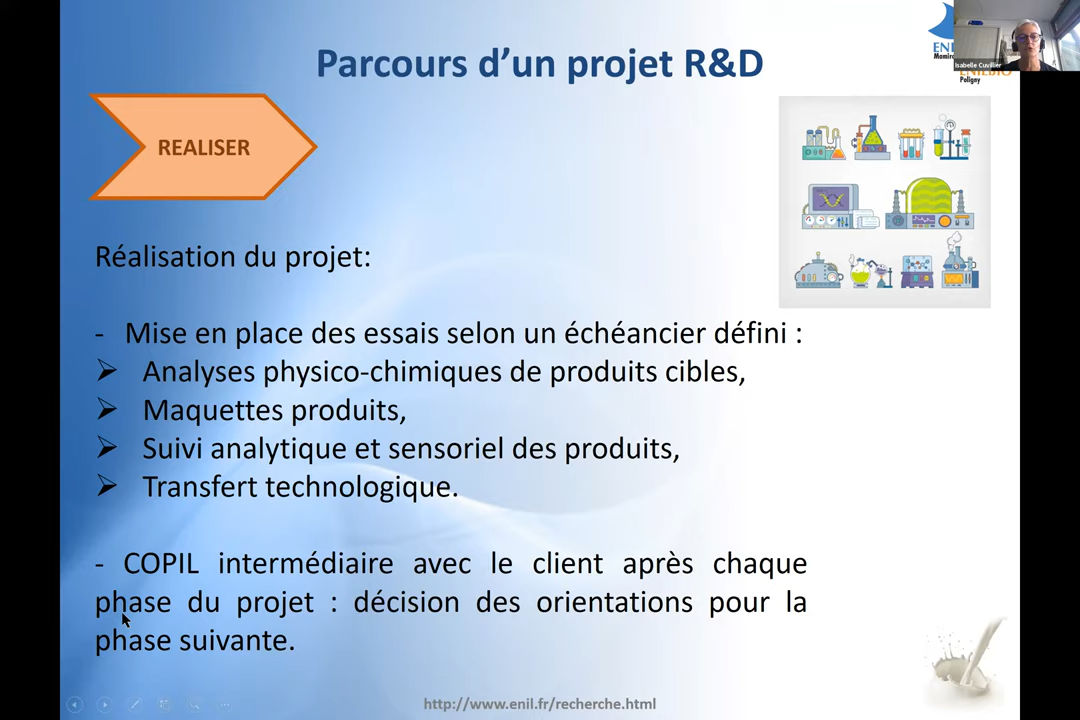 Parcours d’un projet R&D
Isabelle Cuvillier
Poligny
REALISER
Réalisation du projet:
- Mise en place des essais selon un échéancier défini :
➢ Analyses physico-chimiques de produits cibles,
➢ Maquettes produits,
➢ Suivi analytique et sensoriel des produits,
➢ Transfert technologique.
- COPIL intermédiaire avec le client après chaque
phase du projet : décision des orientations pour la
phase suivante.
http://www.enil.fr/recherche.html